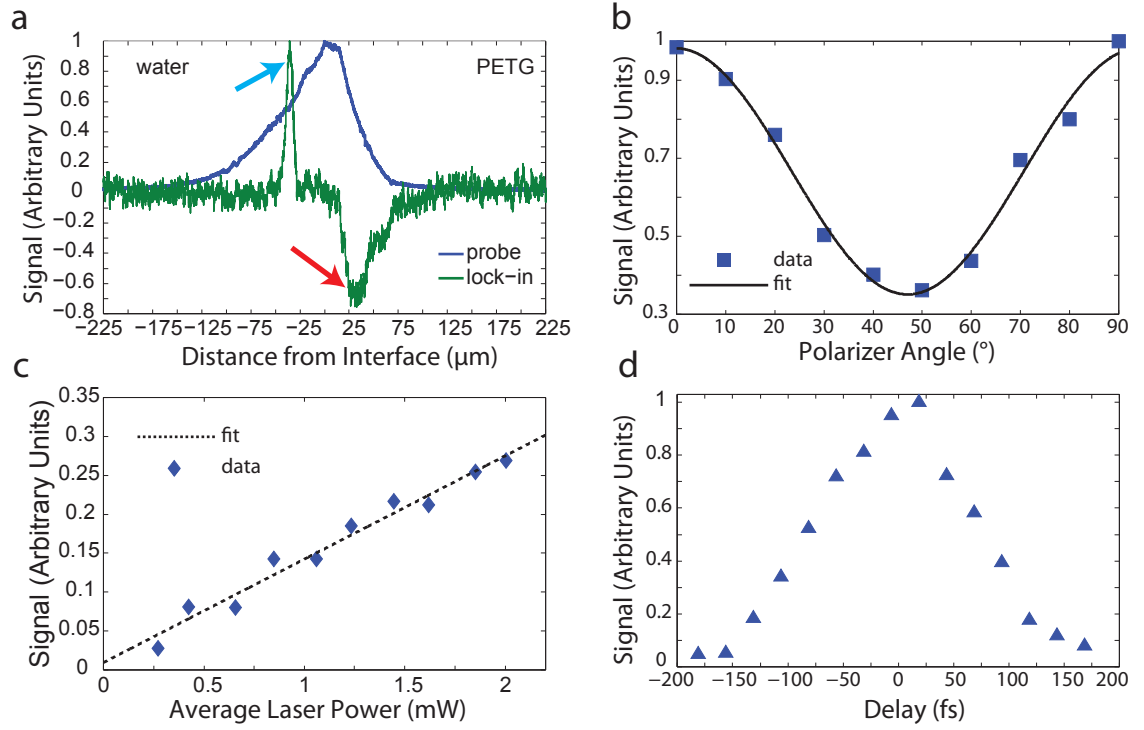 a
Signal (Arbitrary Units)
1
0.8
0.6
0.4
0.2
0
−0.2
−0.4
−0.6
−0.8
water
PETG
probe
lock−in
−225 −175 −125 −75 −25 25 75 125 175 225
Distance from Interface (μm)
b
Signal (Arbitrary Units)
1
0.9
0.7
0.5
0.3
data
fit
0 10 20 30 40 50 60 70 80 90
Polarizer Angle (°)
c
Signal (Arbitrary Units)
0.35
0.3
0.25
0.2
0.15
0.1
0.05
0
fit
data
0 0.5 1 1.5 2
Average Laser Power (mW)
d
Signal (Arbitrary Units)
1
0.8
0.6
0.4
0.2
0
−200 −150 −100 −50 0 50 100 150 200
Delay (fs)